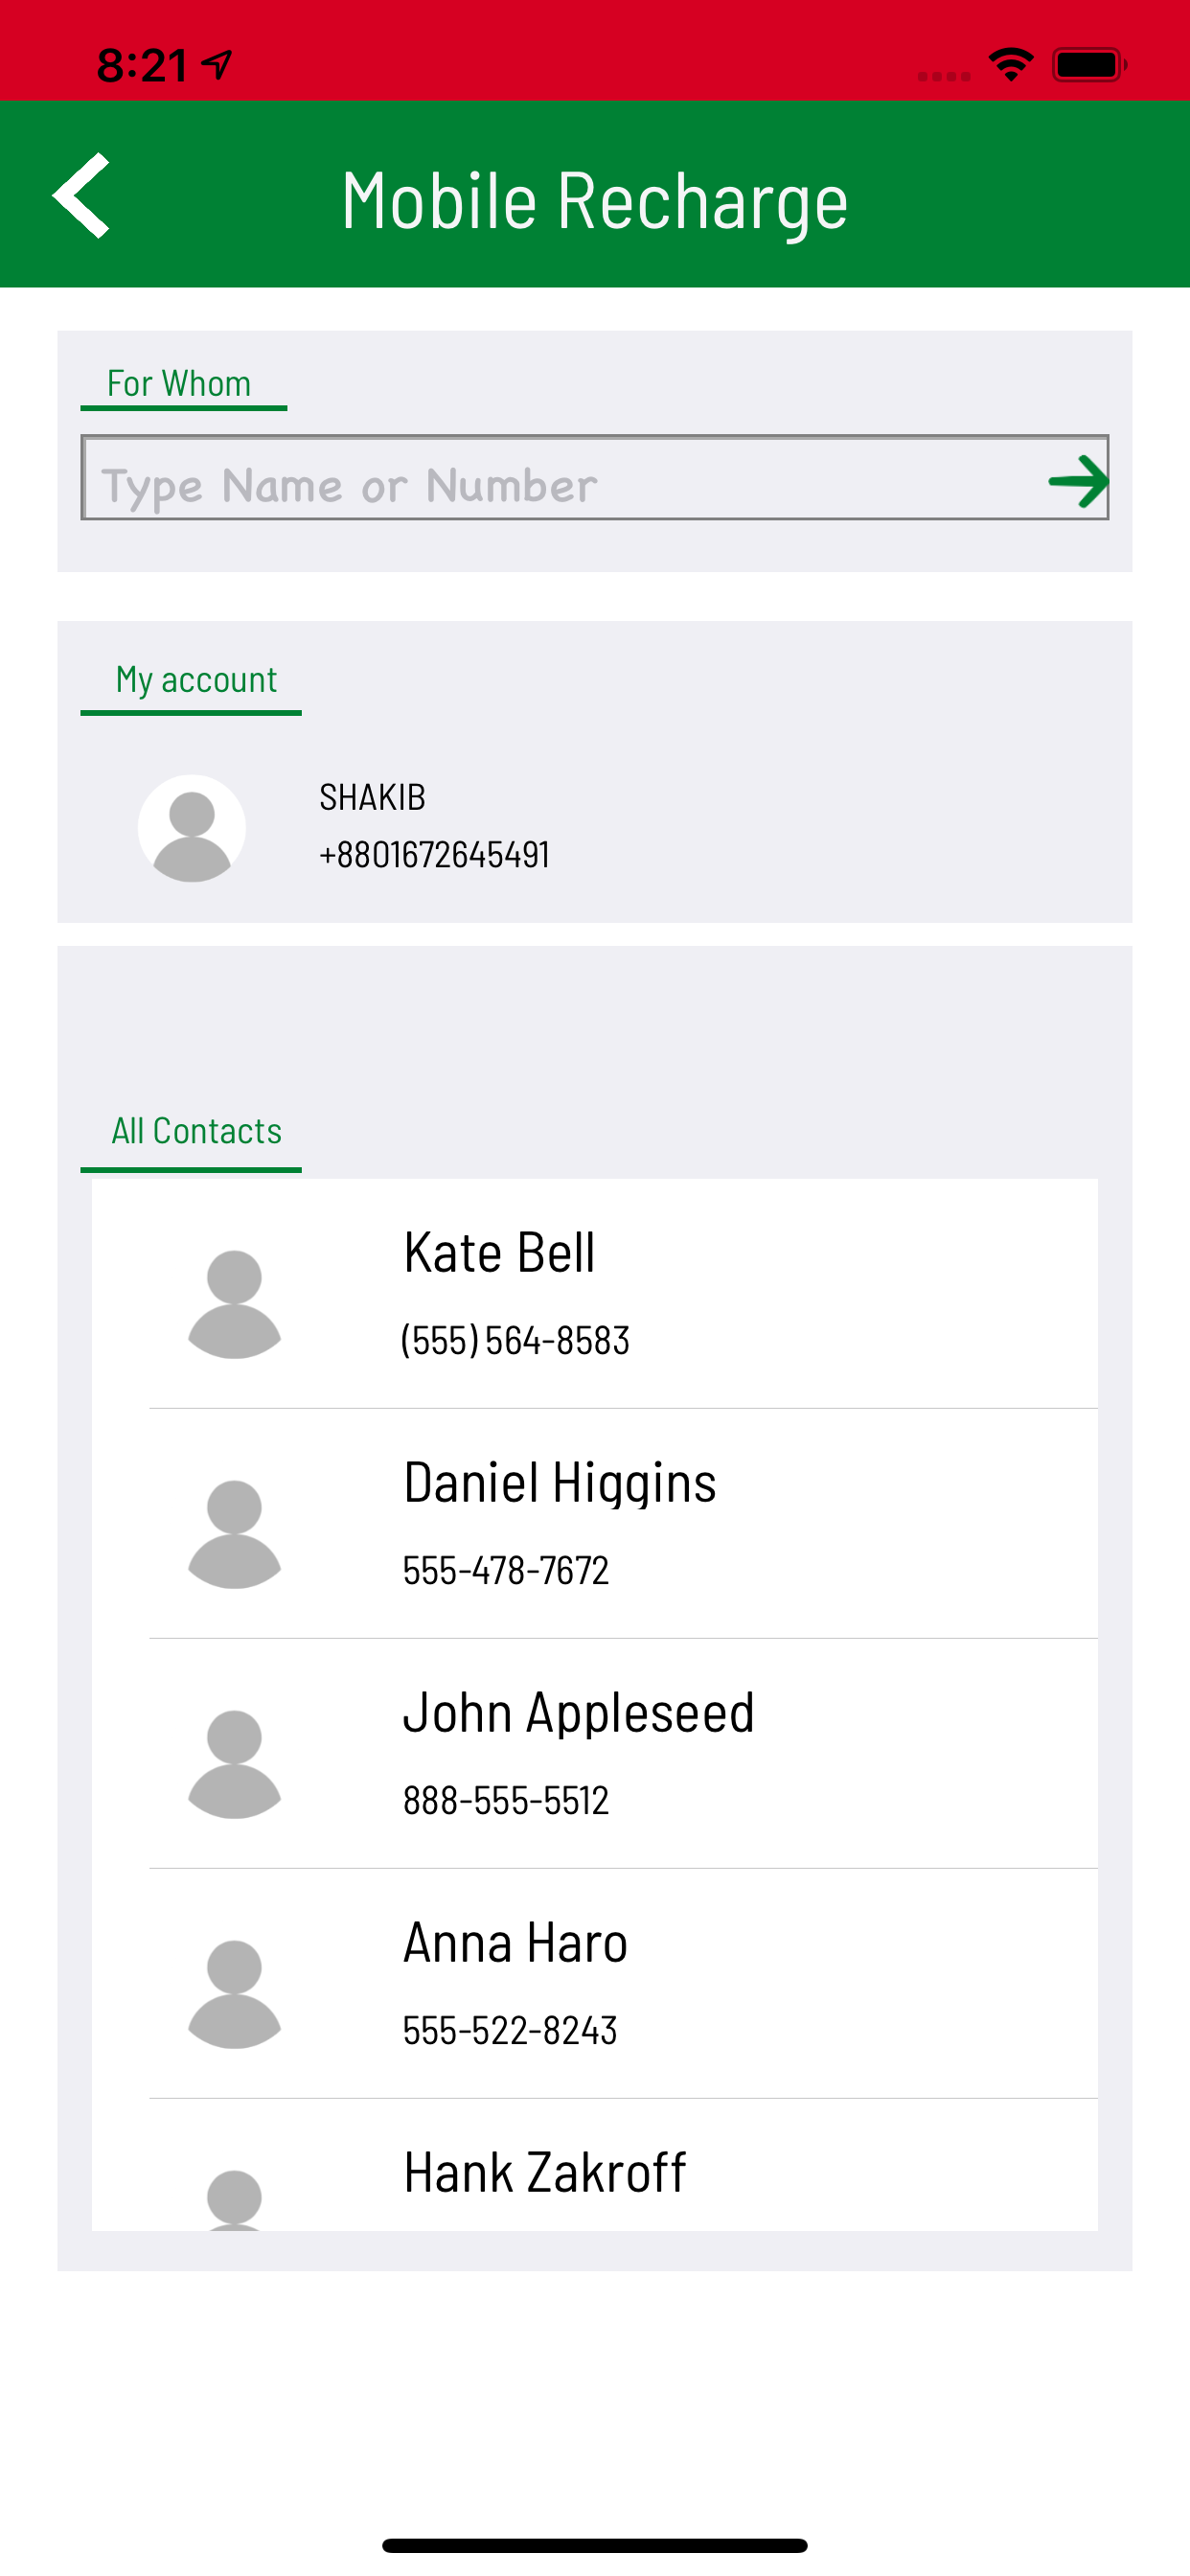 8:21
Mobile Recharge
For Whom
Type Name or Number
My account
SHAKIB
+8801672645491
All Contacts
Kate Bell
(555) 564-8583
Daniel Higgins
555-478-7672
John Appleseed
888-555-5512
Anna Haro
555-522-8243
Hank Zakroff